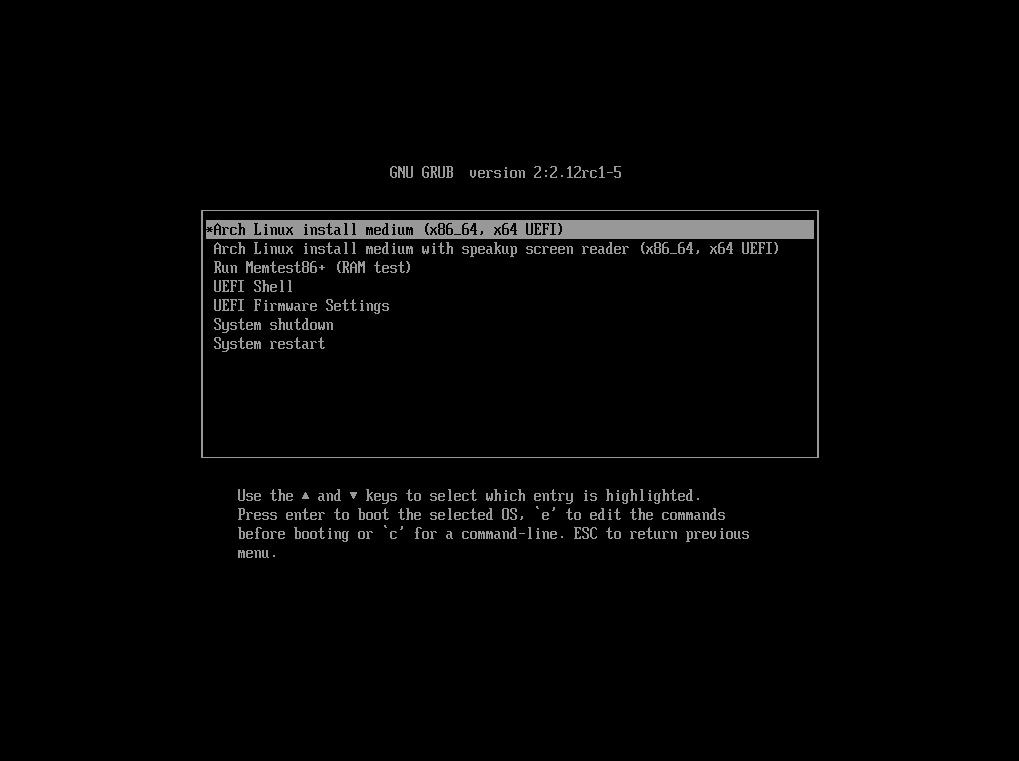 GNU GRUB  version 2:2.12rc1-5
*Arch Linux install medium (x86_64, x64 UEFI)
Arch Linux install medium with speakup screen reader (x86_64, x64 UEFI)
Run Memtest86+ (RAM test)
UEFI Shell
UEFI Firmware Settings
System shutdown
System restart
Use the ▲ and ▼ keys to select which entry is highlighted.
Press enter to boot the selected OS, `e' to edit the commands
before booting or `c' for a command-line. ESC to return previous
menu.